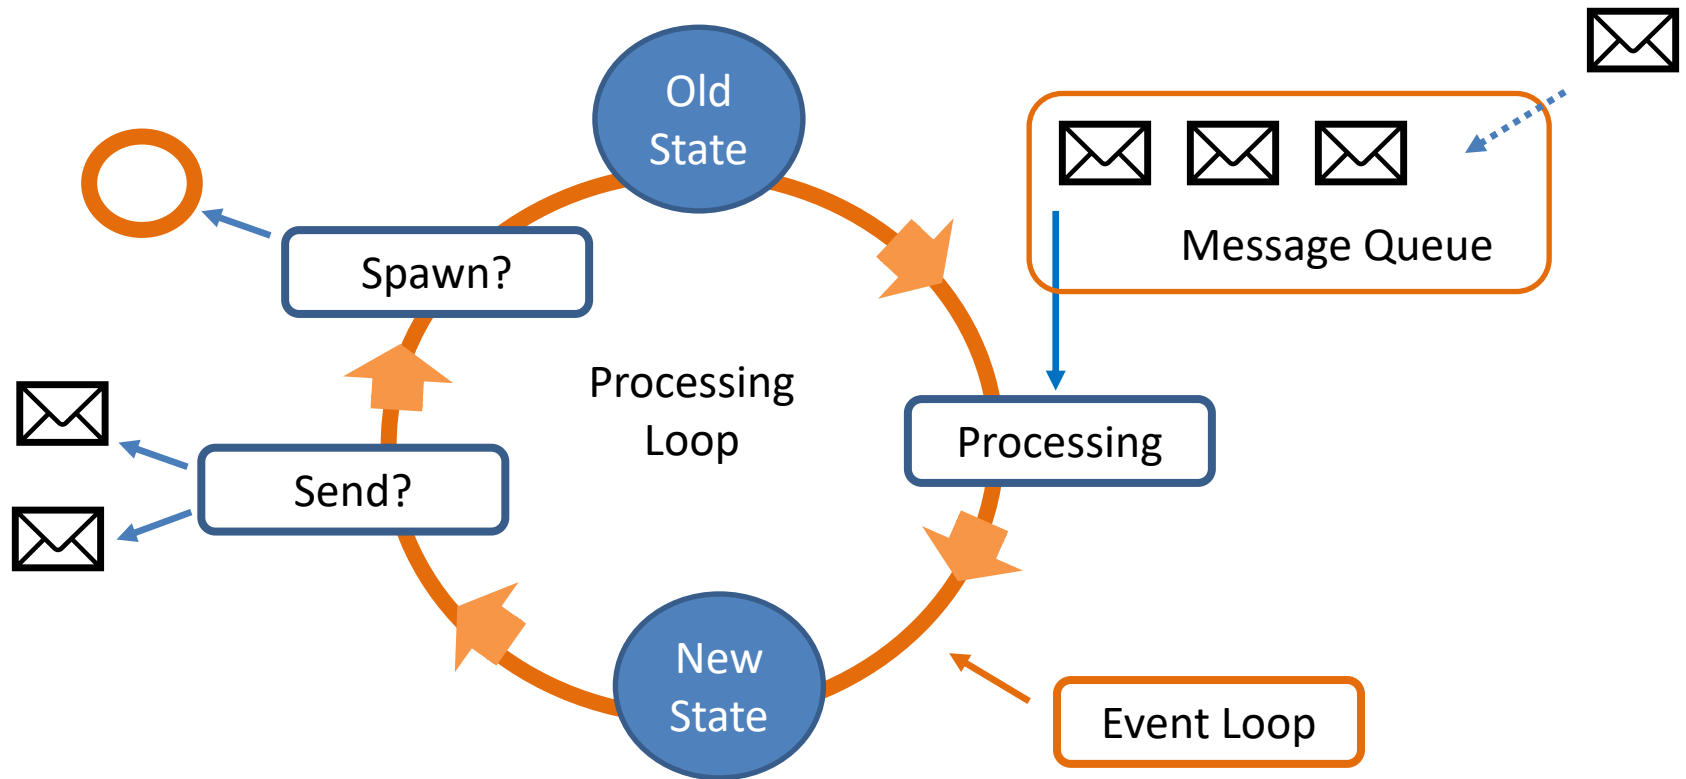 Old
State
Message Queue
Spawn?
Processing
Loop
Processing
Send?
New
State
Event Loop